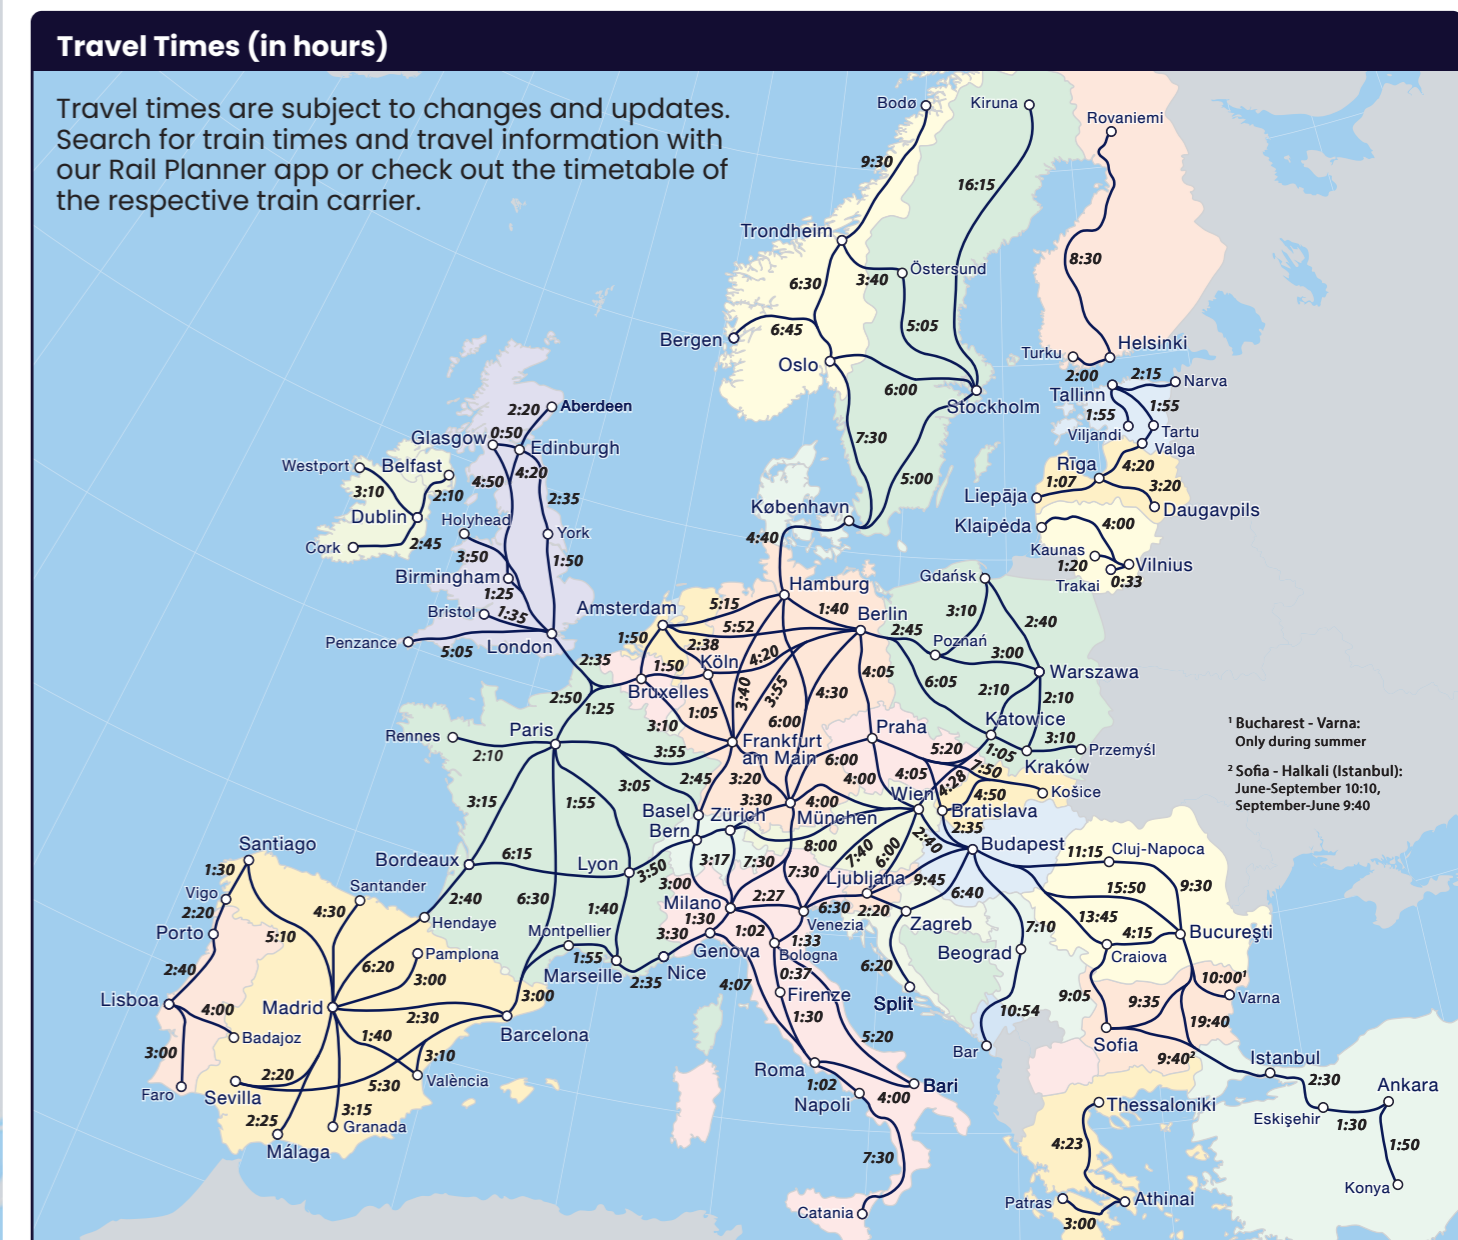 Travel Times (in hours)
Travel times are subject to changes and updates.
Search for train times and travel information with
our Rail Planner app or check out the timetable of
the respective train carrier.
Bodø
Kiruna
Rovaniemi
9:30
16:15
Trondheim
8:30
6:30
3:40
Östersund
6:45
5:05
Bergen
Oslo
Turku
Helsinki
2:00
2:15
Narva
6:00
Tallinn
Stockholm
1:55
1:55
Viljandi
Tartu
Valga
2:20
Aberdeen
Glasgow
0:50
Edinburgh
7:30
Westport
Belfast
4:50
4:20
Rīga
4:20
3:10
2:10
2:35
5:00
1:07
3:20
Liepāja
Dublin
Holyhead
København
Daugavpils
Klaipėda
4:00
Cork
2:45
3:50
York
4:40
Kaunas
1:20
Vilnius
1:50
Trakai
0:33
Birmingham
1:25
Hamburg
Gdańsk
Bristol
1:35
Amsterdam
5:15
1:40
Berlin
3:10
2:40
Penzance
5:05
London
1:50
5:52
2:45
Poznań
2:35
2:38
3:00
1:50
Köln
4:20
4:05
Warszawa
Bruxelles
6:05
2:10
2:10
2:50
1:25
1:05
3:40
3:55
4:30
3:10
6:00
Praha
Katowice
Rennes
Paris
Frankfurt
am Main
3:10
Przemyśl
2:10
3:55
5:20
1:05
Kraków
6:00
2:45
3:20
4:00
4:05
4:28
7:50
3:15
1:55
3:05
3:30
4:00
Wien
4:50
Košice
Basel
Zürich
München
Bratislava
Bern
2:35
Santiago
Bordeaux
6:15
Lyon
3:50
3:17
7:30
8:00
7:40
6:00
2:40
Budapest
11:15
Cluj-Napoca
1:30
Vigo
Santander
2:40
6:30
3:00
7:30
Ljubljana
9:45
6:40
15:50
9:30
2:20
4:30
Hendaye
1:40
Milano
2:27
6:30
2:20
Porto
5:10
Montpellier
1:30
1:02
Venezia
Zagreb
7:10
13:45
4:15
Bucureşti
3:30
Genova
1:33
Bologna
Beograd
Craiova
Pamplona
1:55
Marseille
2:35
Nice
0:37
6:20
10:00¹
2:40
6:20
3:00
4:07
Firenze
Split
Varna
Lisboa
4:00
Madrid
3:00
1:30
10:54
9:05
9:35
19:40
Badajoz
2:30
Barcelona
5:20
Bar
Sofia
3:00
1:40
3:10
9:40²
Istanbul
2:20
5:30
València
Roma
Bari
2:30
Ankara
Faro
Sevilla
1:02
4:00
Napoli
2:25
3:15
Granada
Thessaloniki
Eskişehir
1:30
Málaga
4:23
1:50
7:30
Konya
Patras
Athinai
Catania
3:00
¹ Bucharest - Varna:
Only during summer
² Sofia - Halkali (Istanbul):
June-September 10:10,
September-June 9:40